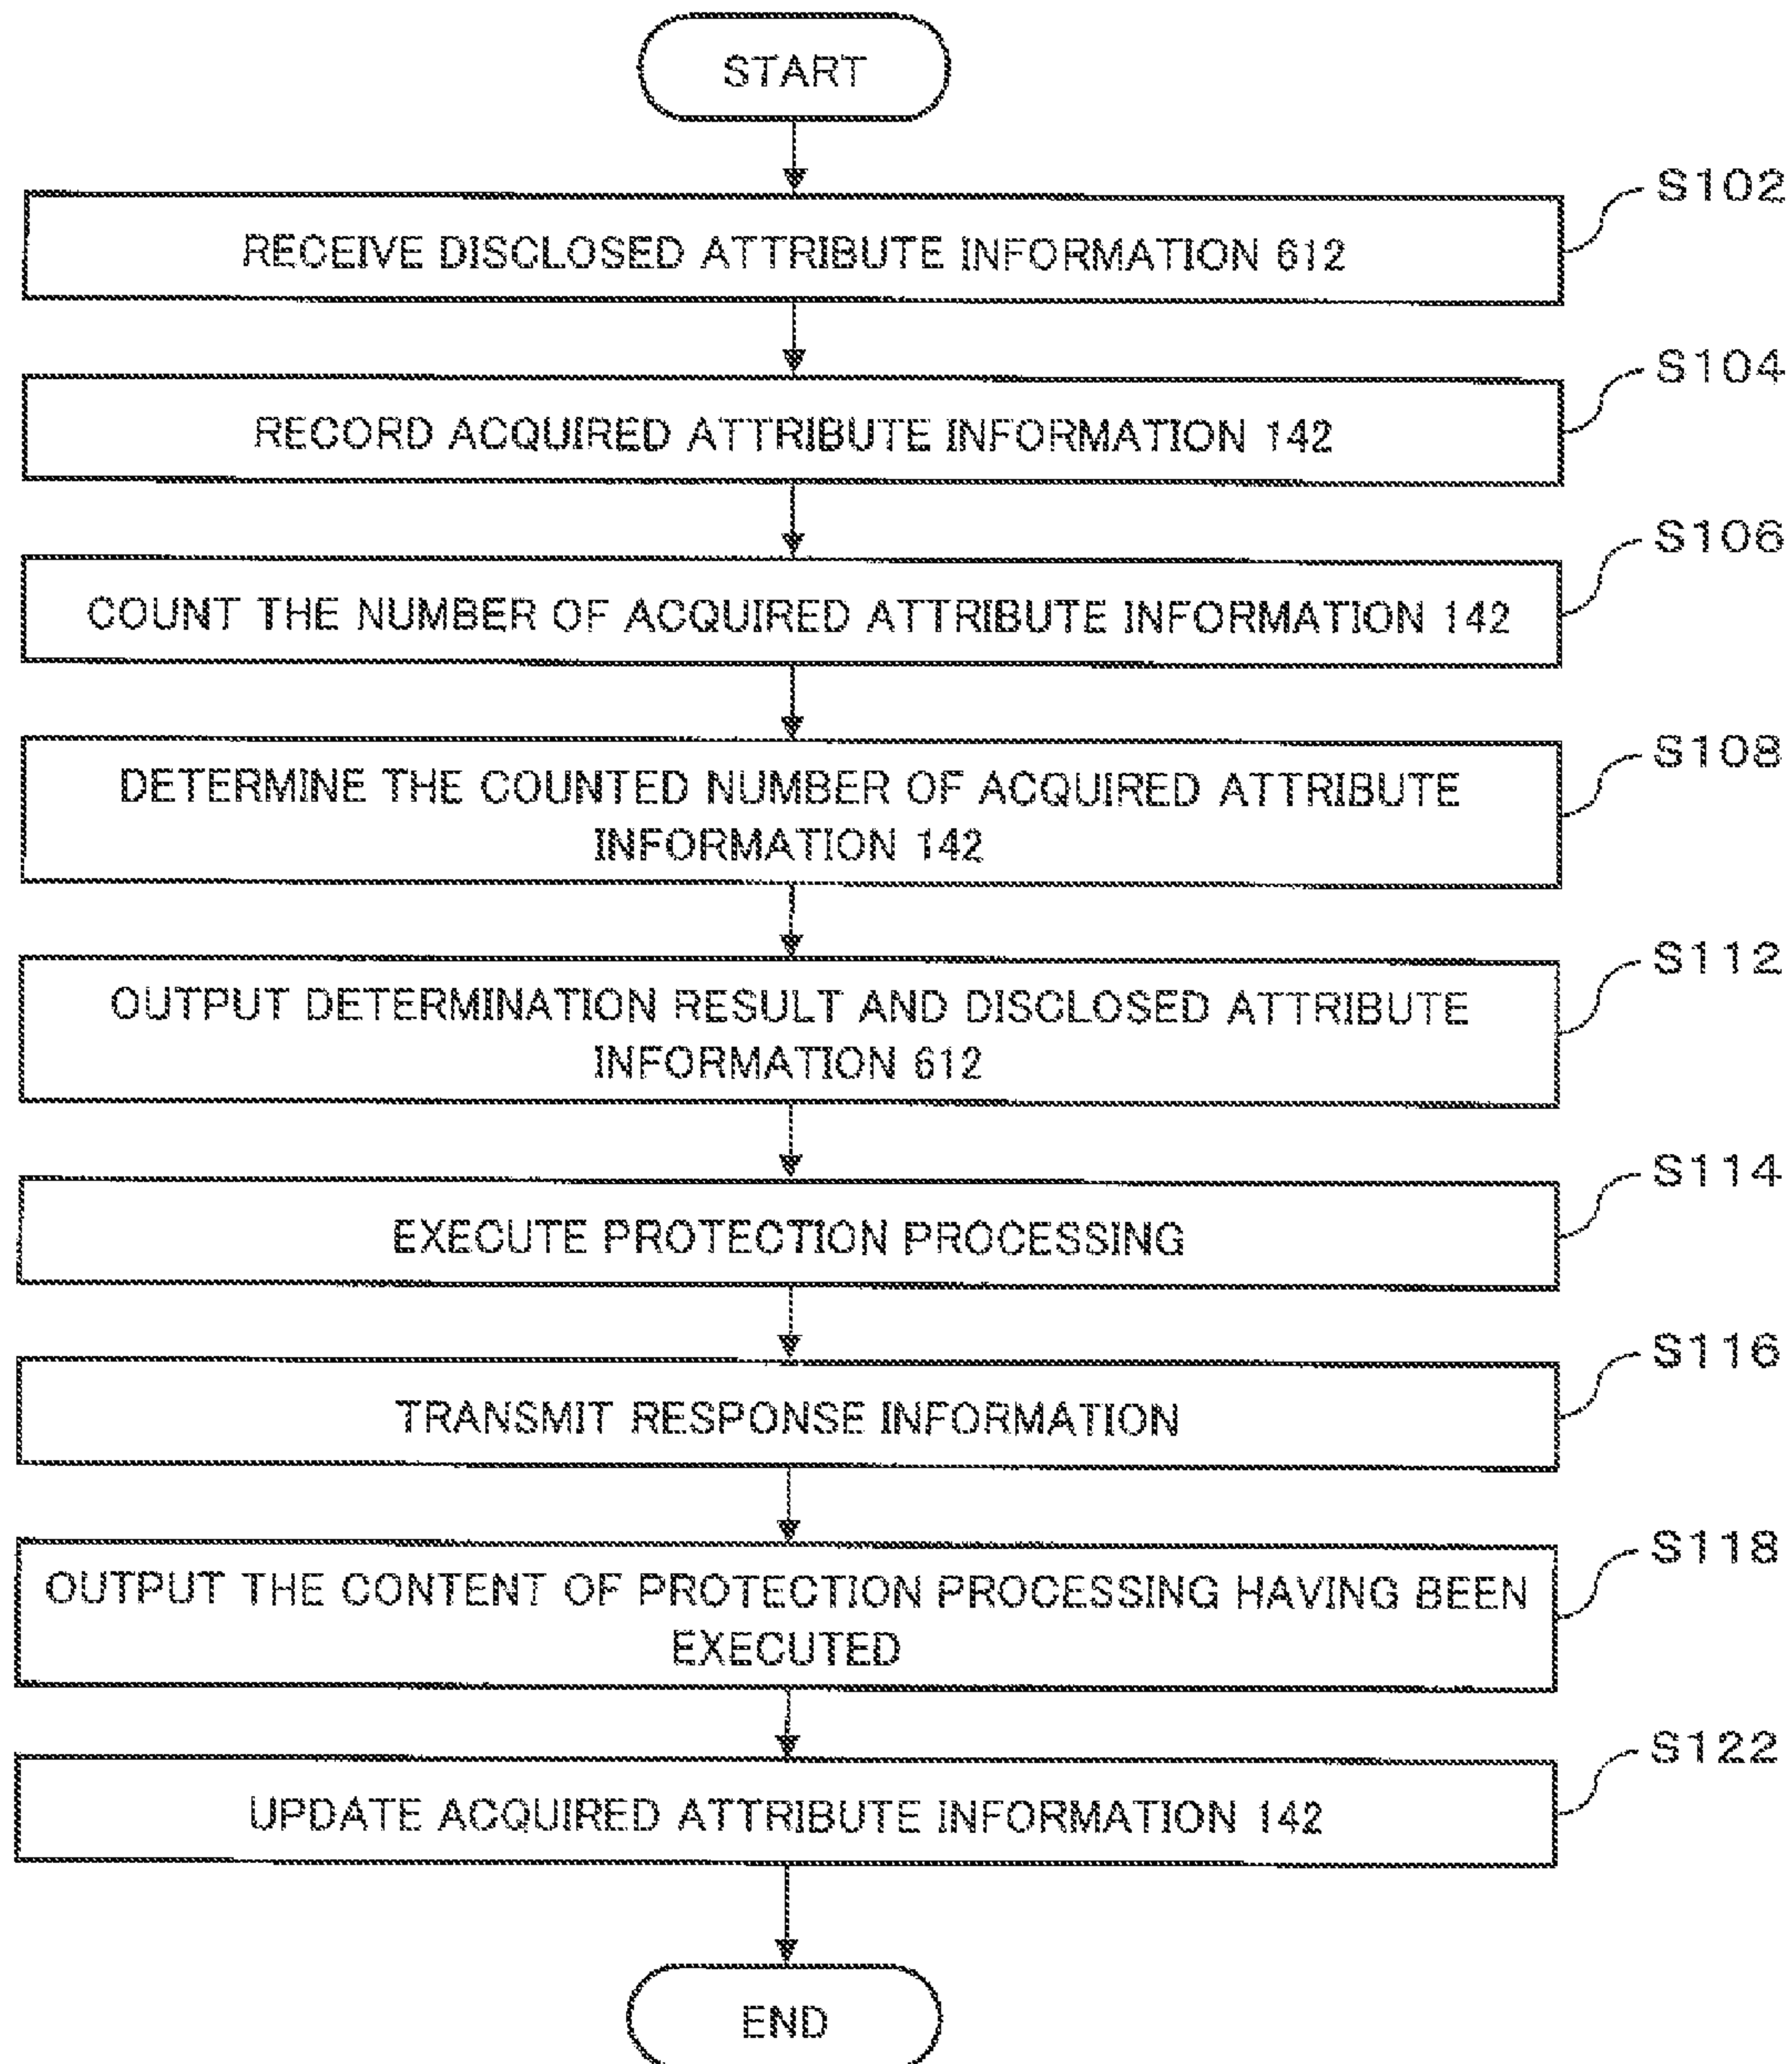 START
S102
RECEIVE DISCLOSED ATTRIBUTE INFORMATION 612
S104
RECORD ACQUIRED ATTRIBUTE INFORMATION 142
S106
COUNT THE NUMBER OF ACQUIRED ATTRIBUTE INFORMATION 142
S108
DETERMINE THE COUNTED NUMBER OF ACQUIRED ATTRIBUTE
INFORMATION 142
S112
OUTPUT DETERMINATION RESULT AND DISCLOSED ATTRIBUTE
INFORMATION 612
S114
EXECUTE PROTECTION PROCESSING
S116
TRANSMIT RESPONSE INFORMATION
S118
OUTPUT THE CONTENT OF PROTECTION PROCESSING HAVING BEEN
EXECUTED
S122
UPDATE ACQUIRED ATTRIBUTE INFORMATION 142
END